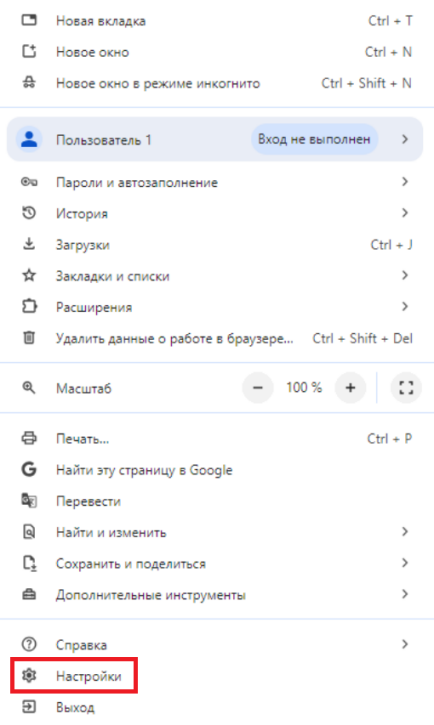 Новая вкладка Ctrl + T
Новое окно Ctrl + N
Новое окно в режиме инкогнито Ctrl + Shift + N
Пользователь 1 Вход не выполнен
Пароли и автозаполнение
История
Загрузки Ctrl + J
Закладки и списки
Расширения
Удалить данные о работе в браузере... Ctrl + Shift + Del
Масштаб − 100 % +
Печать... Ctrl + P
Найти эту страницу в Google
Перевести
Найти и изменить
Сохранить и поделиться
Дополнительные инструменты
Справка
Настройки
Выход